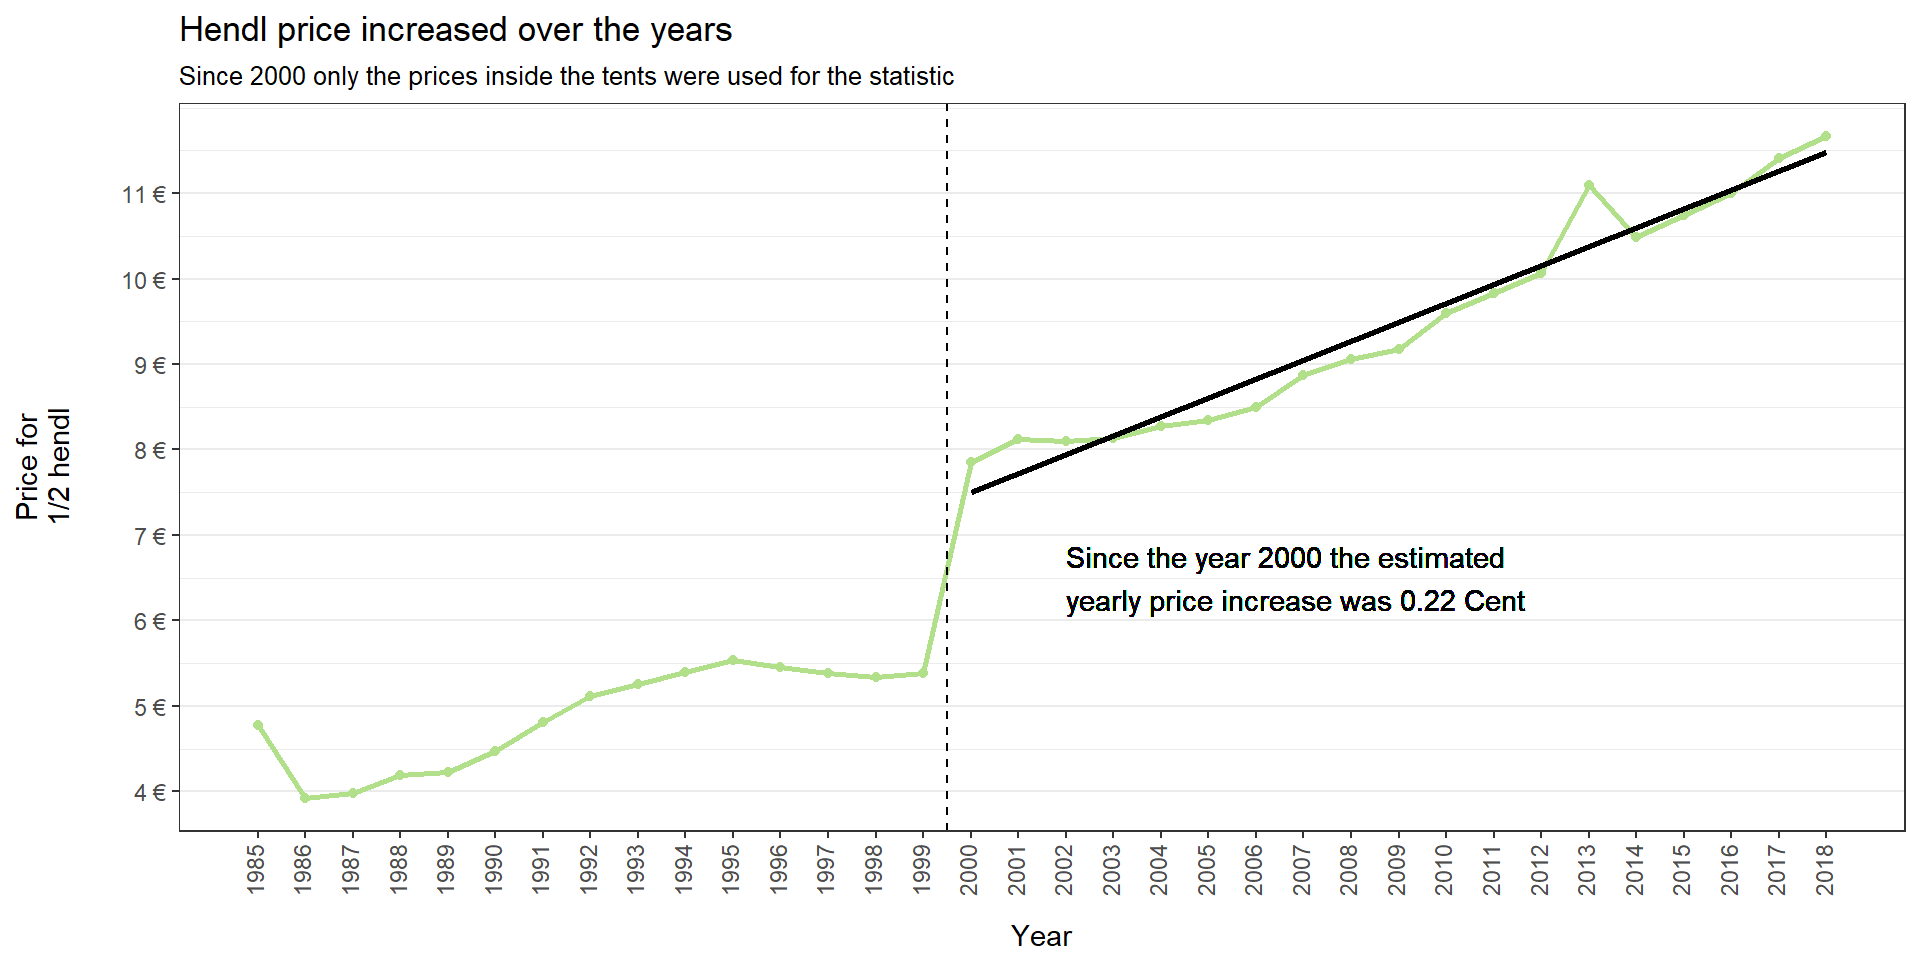 Hendl price increased over the years
Since 2000 only the prices inside the tents were used for the statistic
Price for
1/2 hendl
11 €
10 €
9 €
8 €
7 €
6 €
5 €
4 €
Since the year 2000 the estimated
yearly price increase was 0.22 Cent
1985 1986 1987 1988 1989 1990 1991 1992 1993 1994 1995 1996 1997 1998 1999 2000 2001 2002 2003 2004 2005 2006 2007 2008 2009 2010 2011 2012 2013 2014 2015 2016 2017 2018
Year